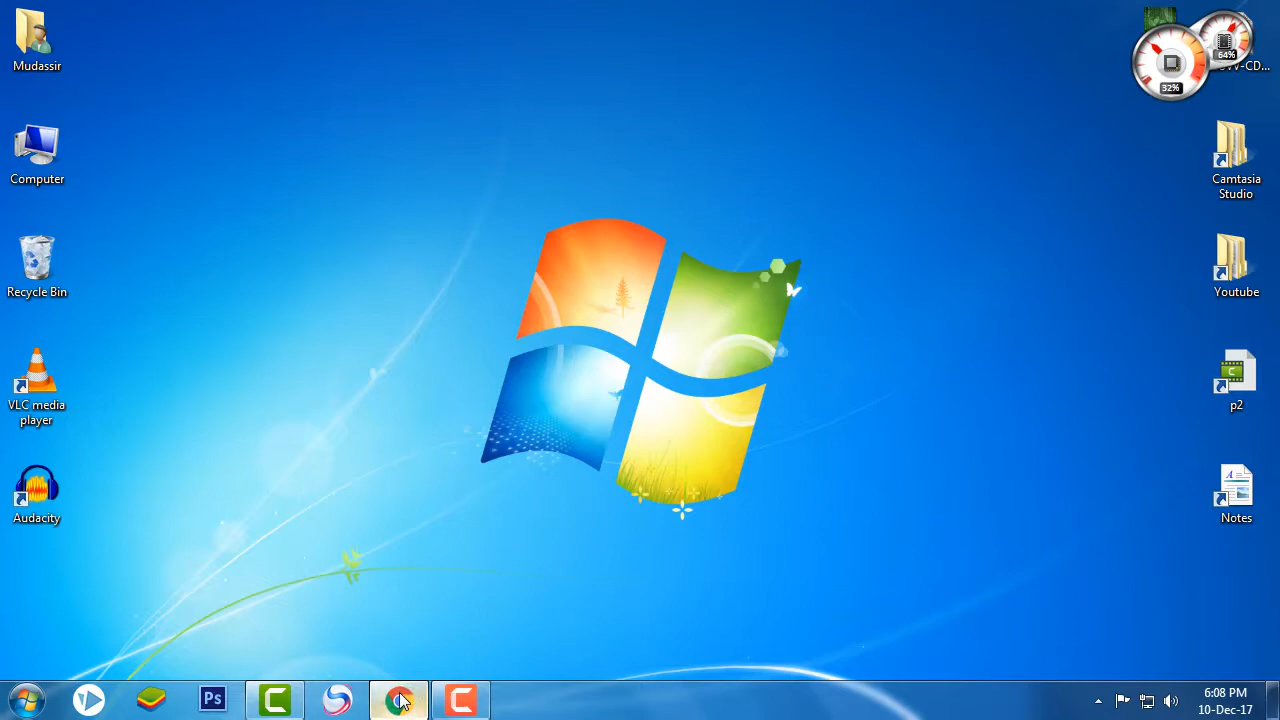 Mudassir
Computer
Recycle Bin
VLC media
player
Audacity
64%
32%
Camtasia
Studio
Youtube
p2
Notes
Ps
6:08 PM
10-Dec-17